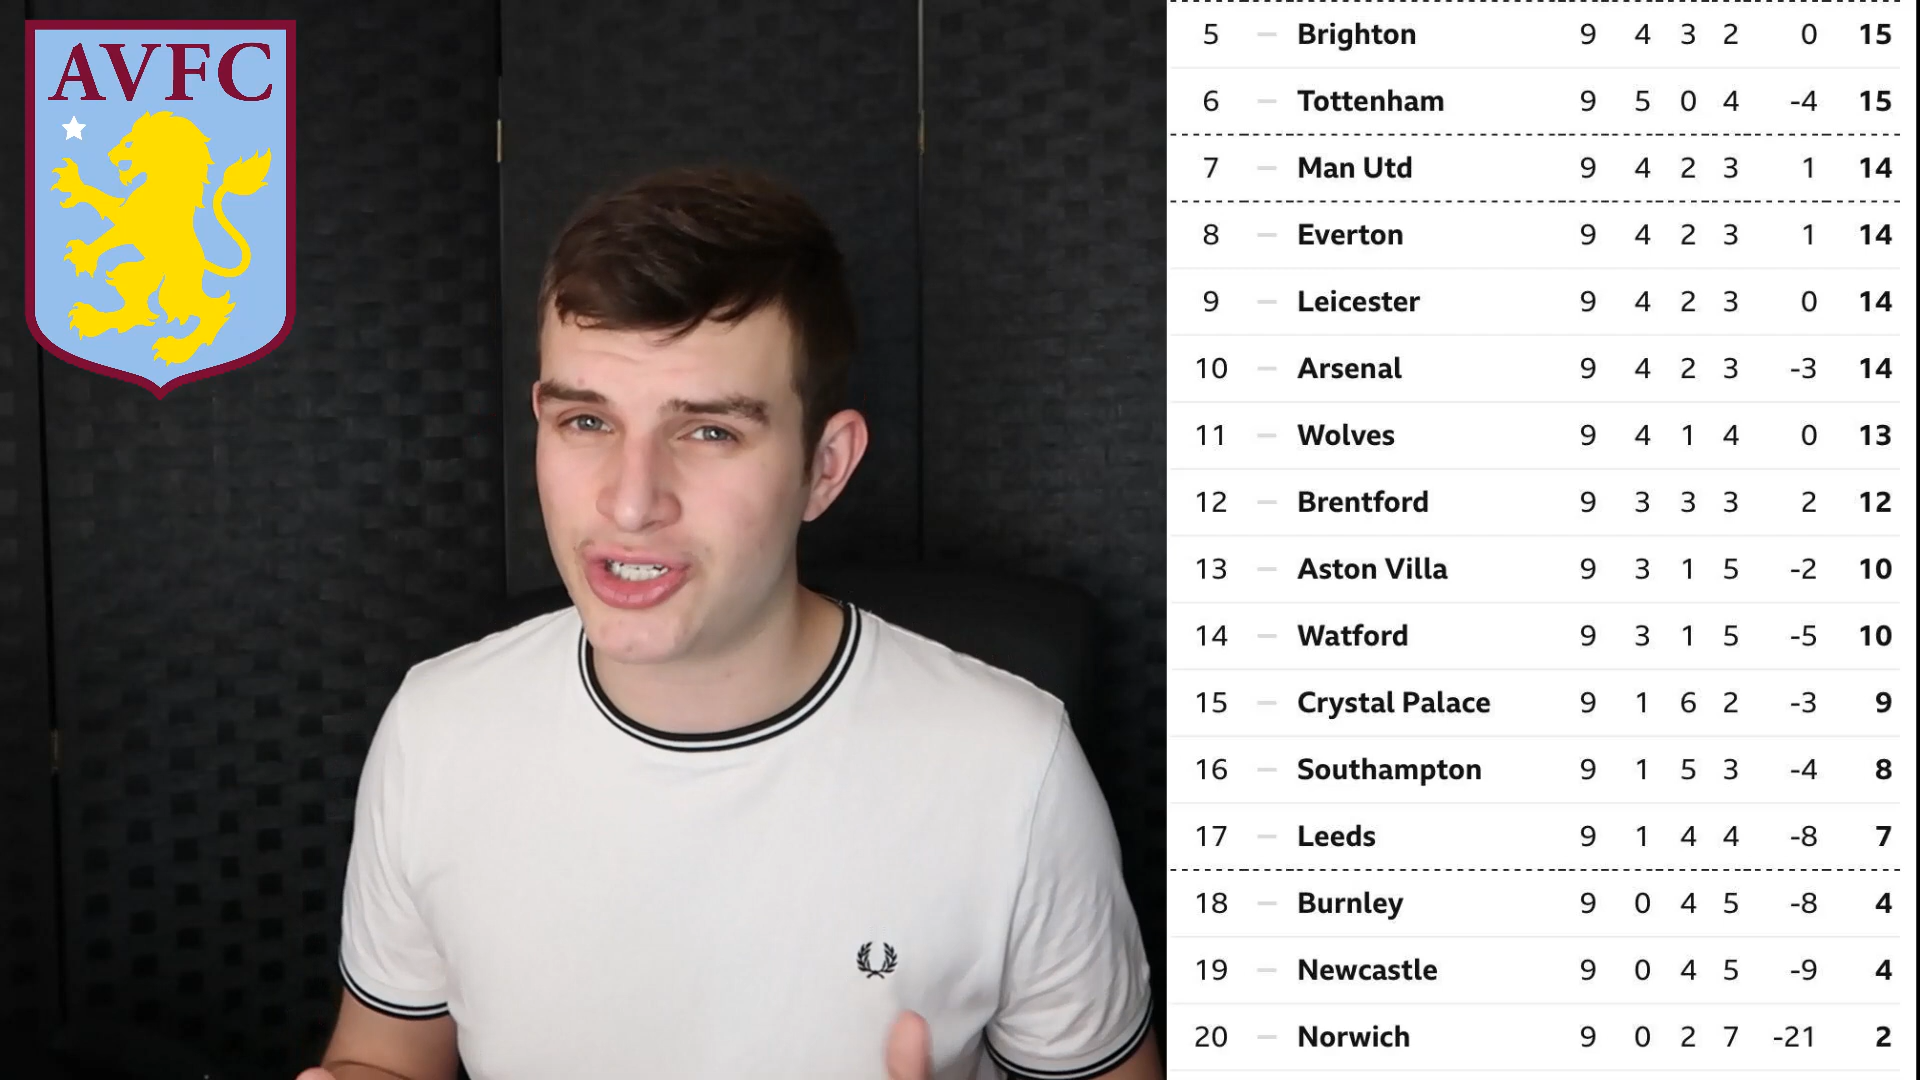 AVFC
5 Brighton 9 4 3 2 0 15
6 Tottenham 9 5 0 4 -4 15
7 Man Utd 9 4 2 3 1 14
8 Everton 9 4 2 3 1 14
9 Leicester 9 4 2 3 0 14
10 Arsenal 9 4 2 3 -3 14
11 Wolves 9 4 1 4 0 13
12 Brentford 9 3 3 3 2 12
13 Aston Villa 9 3 1 5 -2 10
14 Watford 9 3 1 5 -5 10
15 Crystal Palace 9 1 6 2 -3 9
16 Southampton 9 1 5 3 -4 8
17 Leeds 9 1 4 4 -8 7
18 Burnley 9 0 4 5 -8 4
19 Newcastle 9 0 4 5 -9 4
20 Norwich 9 0 2 7 -21 2